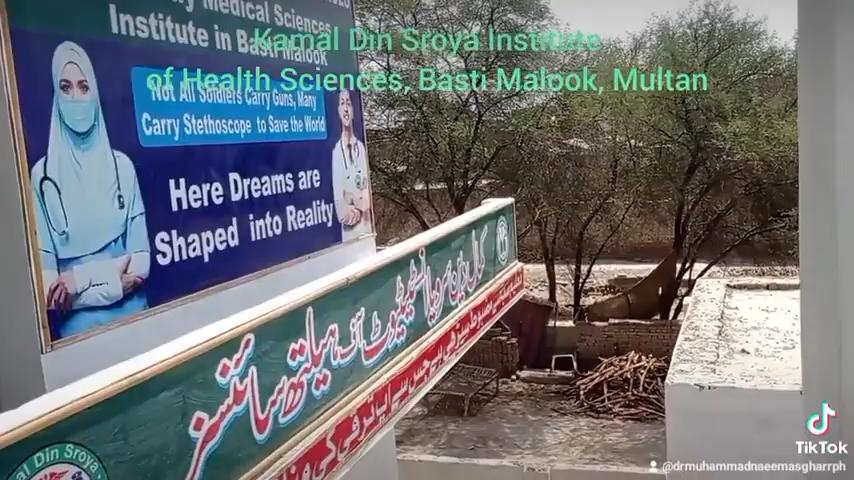 Medical Sciences
Institute in Basti Malook
Kamal Din Sroya Institute
of Health Sciences, Basti Malook, Multan
Not All Soldiers Carry Guns, Many
Carry Stethoscope to Save the World
Here Dreams are
Shaped into Reality
کمال دین سرویا انسٹیٹیوٹ آف ہیلتھ سائنسز
Din Sroya
TikTok
@drmuhammadnaeemasgharrph